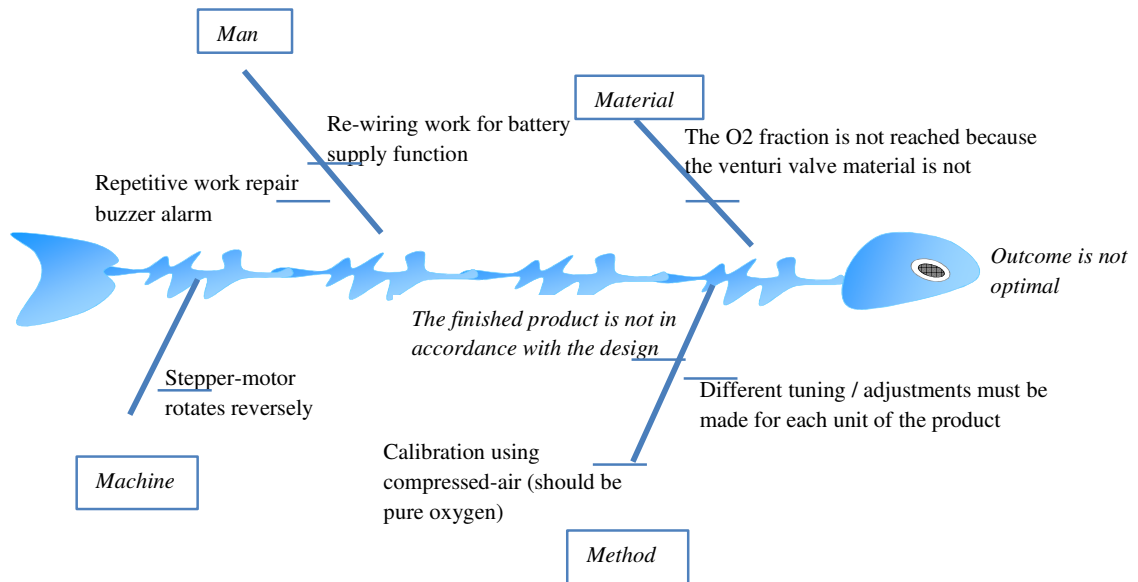 Man
Material
Re-wiring work for battery
supply function
The O2 fraction is not reached because
the venturi valve material is not
Repetitive work repair
buzzer alarm
Outcome is not
optimal
The finished product is not in
accordance with the design
Stepper-motor
rotates reversely
Different tuning / adjustments must be
made for each unit of the product
Calibration using
compressed-air (should be
pure oxygen)
Machine
Method